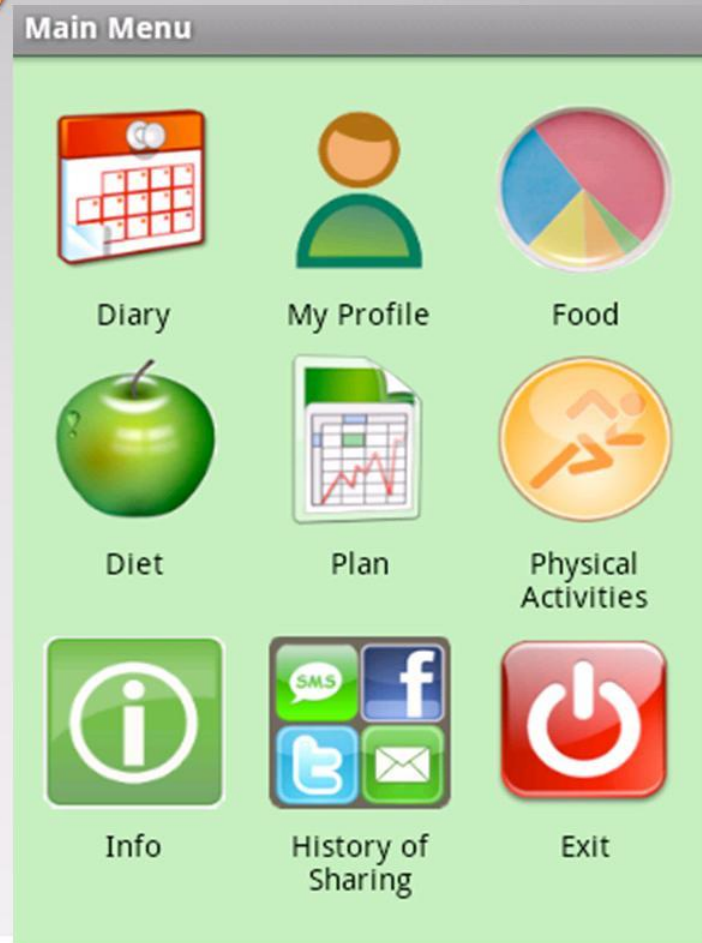 Main Menu
Diary
My Profile
Food
Diet
Plan
Physical
Activities
SMS
f
t
Info
History of
Sharing
Exit